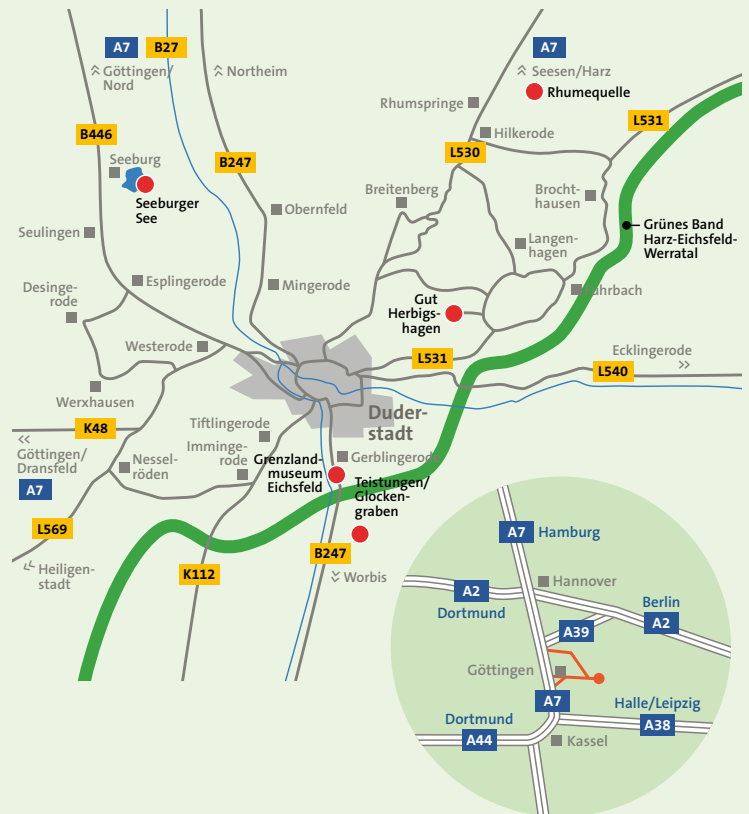 A7
B27
A7
Göttingen/
Nord
Northeim
Seesen/Harz
Rhumequelle
Rhumspringe
L531
B446
Hilkerode
L530
Seeburg
B247
Breitenberg
Brocht-
hausen
Seeburger
See
Obernfeld
Grünes Band
Harz-Eichsfeld-
Werratal
Seulingen
Langen-
hagen
Esplingerode
Mingerode
Desinge-
rode
Fuhrbach
Gut
Herbigs-
hagen
Westerode
L531
Ecklingerode
L540
Werxhausen
Duder-
stadt
K48
Tiftlingerode
Göttingen/
Dransfeld
Imminge-
rode
Nessel-
röden
Grenzland-
museum
Eichsfeld
Gerblingerode
Teistungen/
Glocken-
graben
A7
L569
B247
A7
Hamburg
Heiligen-
stadt
K112
Worbis
Hannover
A2
Dortmund
Berlin
A2
A39
Göttingen
A7
Halle/Leipzig
A38
Dortmund
A44
Kassel